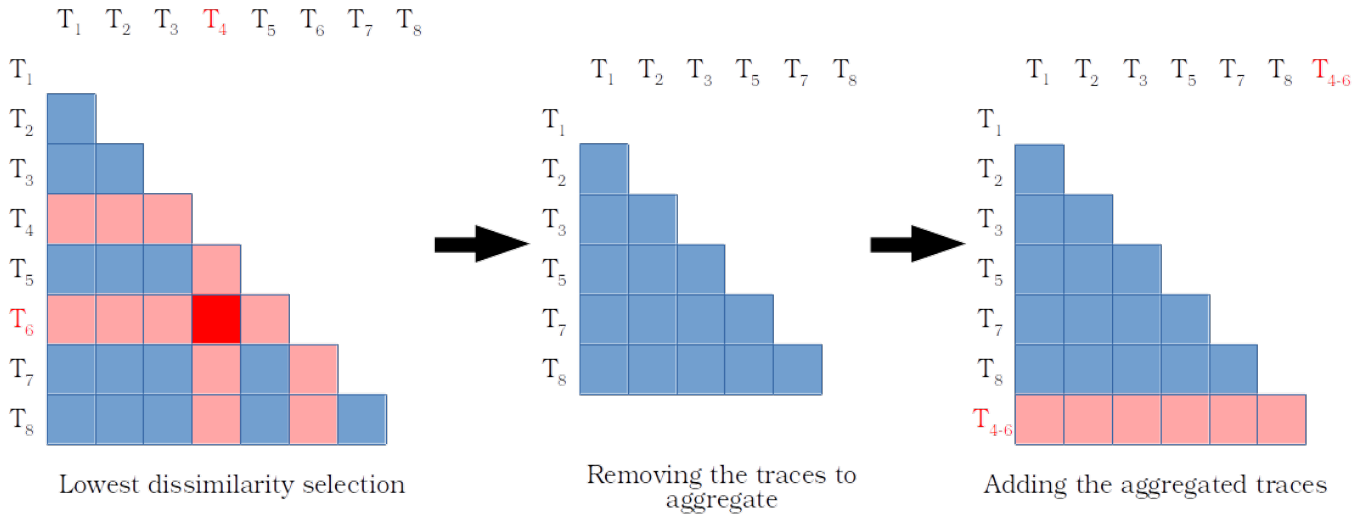 T1 T2 T3 T4 T5 T6 T7 T8
T1
T2
T3
T4
T5
T6
T7
T8
Lowest dissimilarity selection
T1 T2 T3 T5 T7 T8
T1
T2
T3
T5
T7
T8
Removing the traces to
aggregate
T1 T2 T3 T5 T7 T8 T4-6
T1
T2
T3
T5
T7
T8
T4-6
Adding the aggregated traces